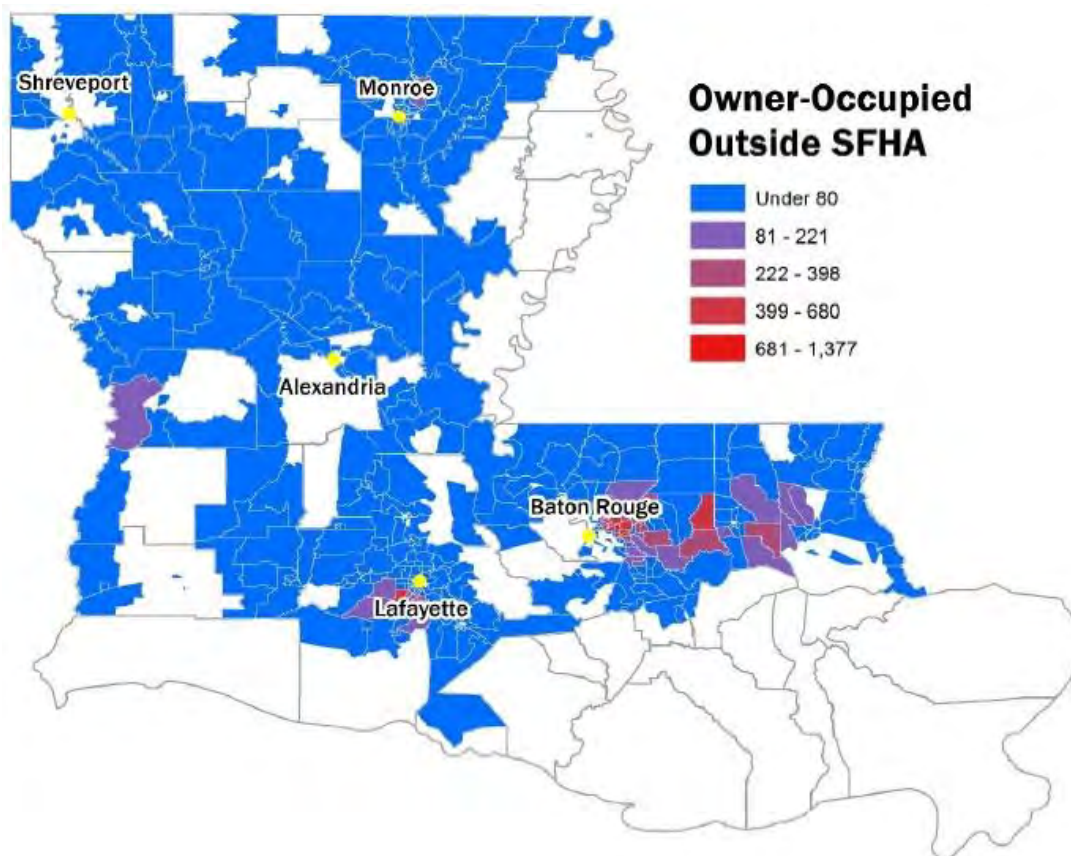 Shreveport
Monroe
Owner-Occupied
Outside SFHA
Under 80
81 - 221
222 - 398
399 - 680
681 - 1,377
Alexandria
Baton Rouge
Lafayette